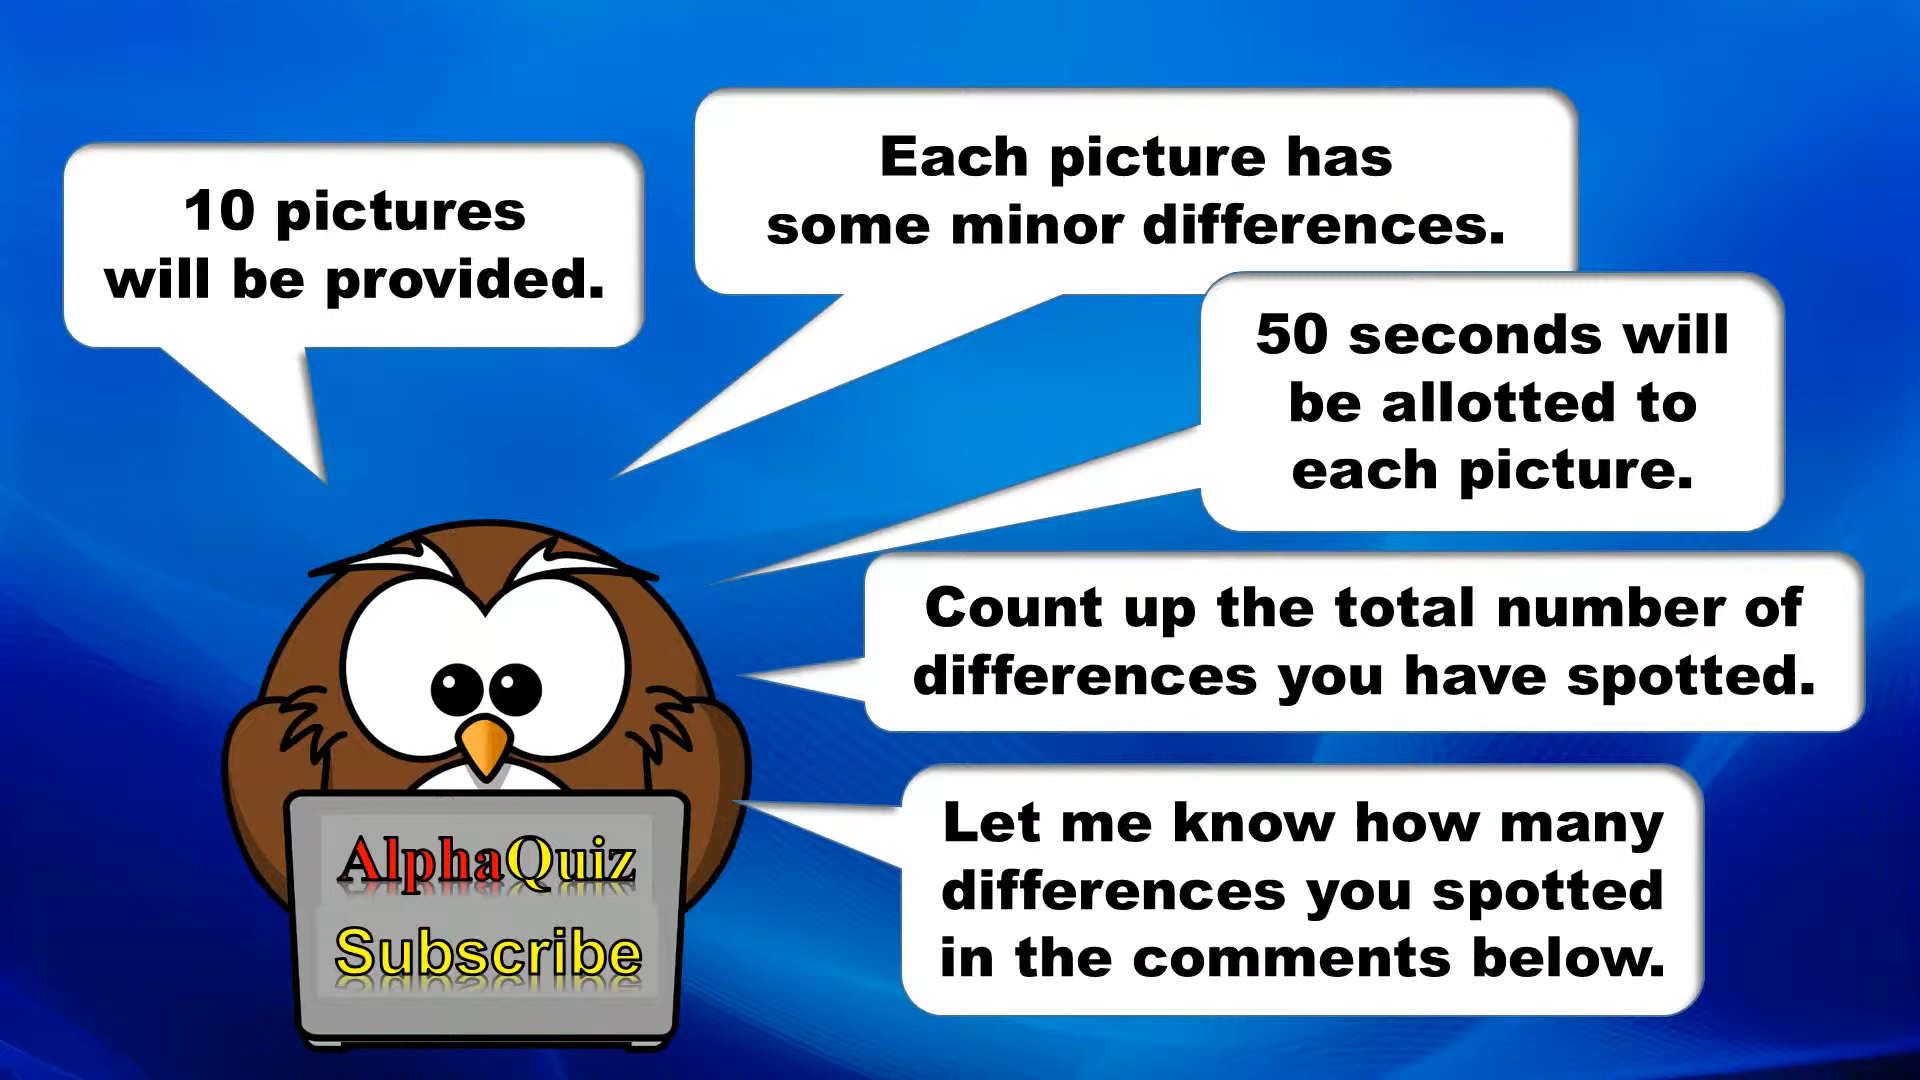 10 pictures
will be provided.
Each picture has
some minor differences.
50 seconds will
be allotted to
each picture.
Count up the total number of
differences you have spotted.
Let me know how many
differences you spotted
in the comments below.
AlphaQuiz
Subscribe